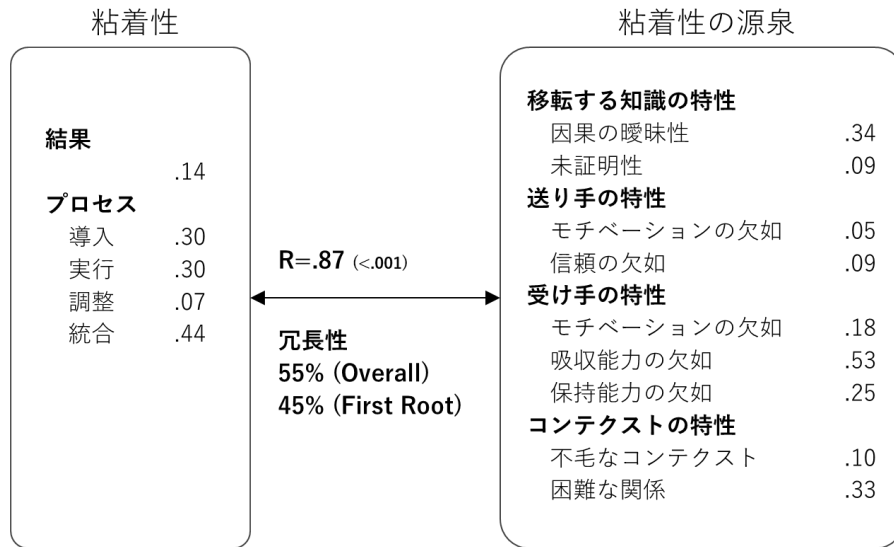 粘着性
結果
.14
プロセス
導入 .30
実行 .30
調整 .07
統合 .44
R=.87 (<.001)
冗長性
55% (Overall)
45% (First Root)
粘着性の源泉
移転する知識の特性
因果の曖昧性 .34
未証明性 .09
送り手の特性
モチベーションの欠如 .05
信頼の欠如 .09
受け手の特性
モチベーションの欠如 .18
吸収能力の欠如 .53
保持能力の欠如 .25
コンテクストの特性
不毛なコンテクスト .10
困難な関係 .33